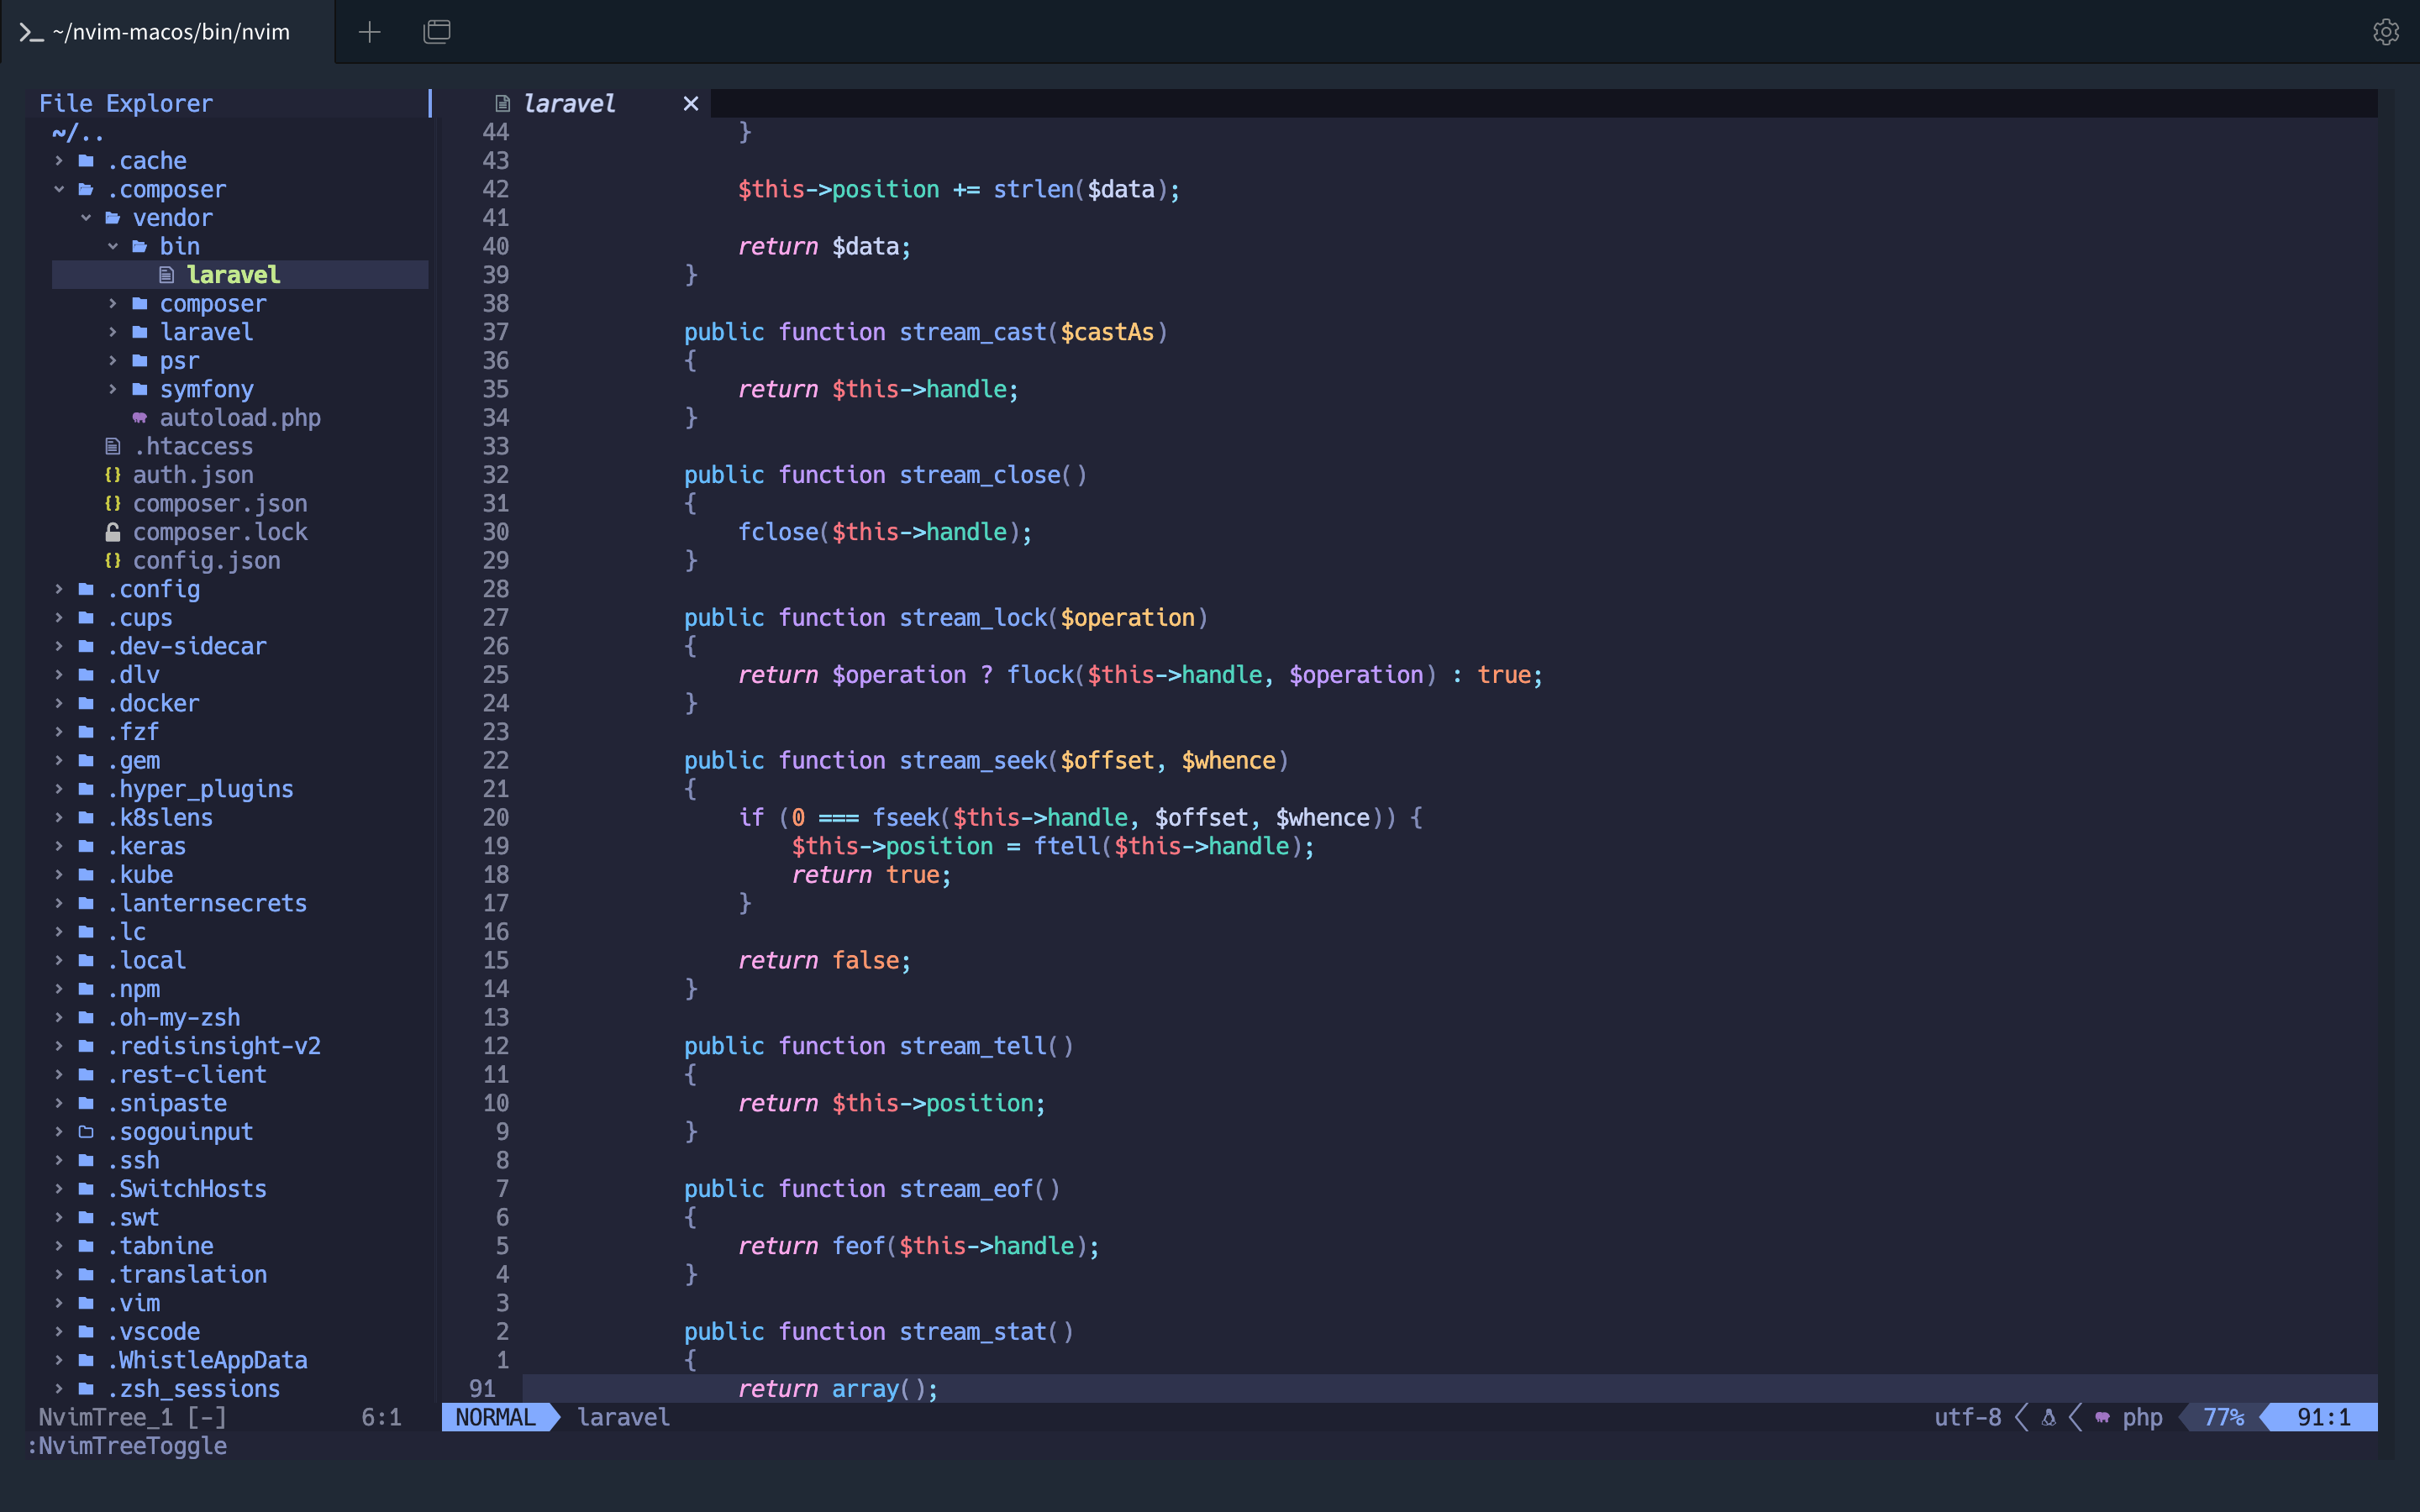 ~/nvim-macos/bin/nvim
File Explorer
~/..
.cache
.composer
vendor
bin
laravel
composer
laravel
psr
symfony
autoload.php
.htaccess
{} auth.json
{} composer.json
composer.lock
{} config.json
.config
.cups
.dev-sidecar
.dlv
.docker
.fzf
.gem
.hyper_plugins
.k8slens
.keras
.kube
.lanternsecrets
.lc
.local
.npm
.oh-my-zsh
.redisinsight-v2
.rest-client
.snipaste
.sogouinput
.ssh
.SwitchHosts
.swt
.tabnine
.translation
.vim
.vscode
.WhistleAppData
.zsh_sessions
NvimTree_1 [-] 6:1
laravel
44 }
43
42 $this->position += strlen($data);
41
40 return $data;
39 }
38
37 public function stream_cast($castAs)
36 {
35 return $this->handle;
34 }
33
32 public function stream_close()
31 {
30 fclose($this->handle);
29 }
28
27 public function stream_lock($operation)
26 {
25 return $operation ? flock($this->handle, $operation) : true;
24 }
23
22 public function stream_seek($offset, $whence)
21 {
20 if (0 === fseek($this->handle, $offset, $whence)) {
19 $this->position = ftell($this->handle);
18 return true;
17 }
16
15 return false;
14 }
13
12 public function stream_tell()
11 {
10 return $this->position;
9 }
8
7 public function stream_eof()
6 {
5 return feof($this->handle);
4 }
3
2 public function stream_stat()
1 {
91 return array();
NORMAL laravel utf-8 php 77% 91:1
:NvimTreeToggle